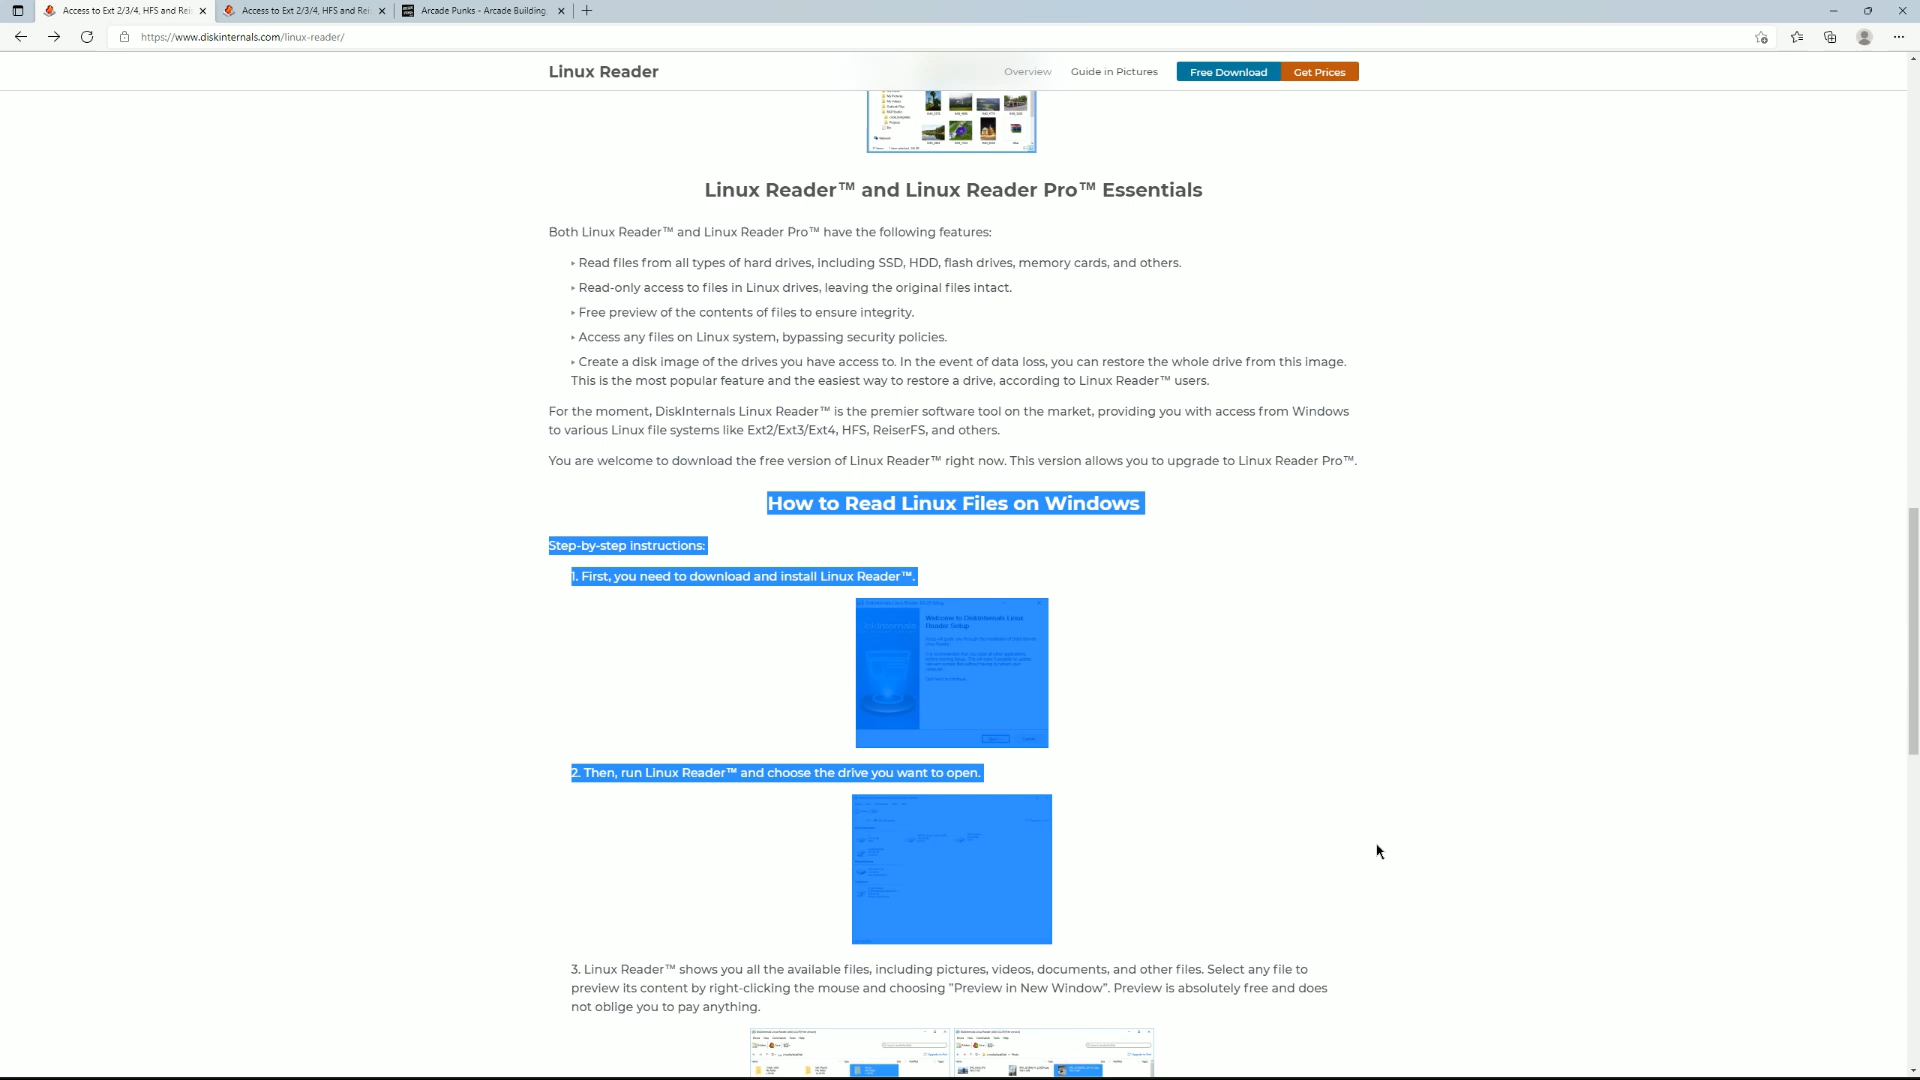 Access to Ext 2/3/4, HFS and Rei
Access to Ext 2/3/4, HFS and Rei
Arcade Punks - Arcade Building,
https://www.diskinternals.com/linux-reader/
Linux Reader
Overview
Guide in Pictures
Free Download
Get Prices
Linux Reader™ and Linux Reader Pro™ Essentials
Both Linux Reader™ and Linux Reader Pro™ have the following features:
‣ Read files from all types of hard drives, including SSD, HDD, flash drives, memory cards, and others.
‣ Read-only access to files in Linux drives, leaving the original files intact.
‣ Free preview of the contents of files to ensure integrity.
‣ Access any files on Linux system, bypassing security policies.
‣ Create a disk image of the drives you have access to. In the event of data loss, you can restore the whole drive from this image.
This is the most popular feature and the easiest way to restore a drive, according to Linux Reader™ users.
For the moment, DiskInternals Linux Reader™ is the premier software tool on the market, providing you with access from Windows
to various Linux file systems like Ext2/Ext3/Ext4, HFS, ReiserFS, and others.
You are welcome to download the free version of Linux Reader™ right now. This version allows you to upgrade to Linux Reader Pro™.
How to Read Linux Files on Windows
Step-by-step instructions:
1. First, you need to download and install Linux Reader™.
Welcome to DiskInternals Linux
Reader Setup
2. Then, run Linux Reader™ and choose the drive you want to open.
3. Linux Reader™ shows you all the available files, including pictures, videos, documents, and other files. Select any file to
preview its content by right-clicking the mouse and choosing "Preview in New Window". Preview is absolutely free and does
not oblige you to pay anything.